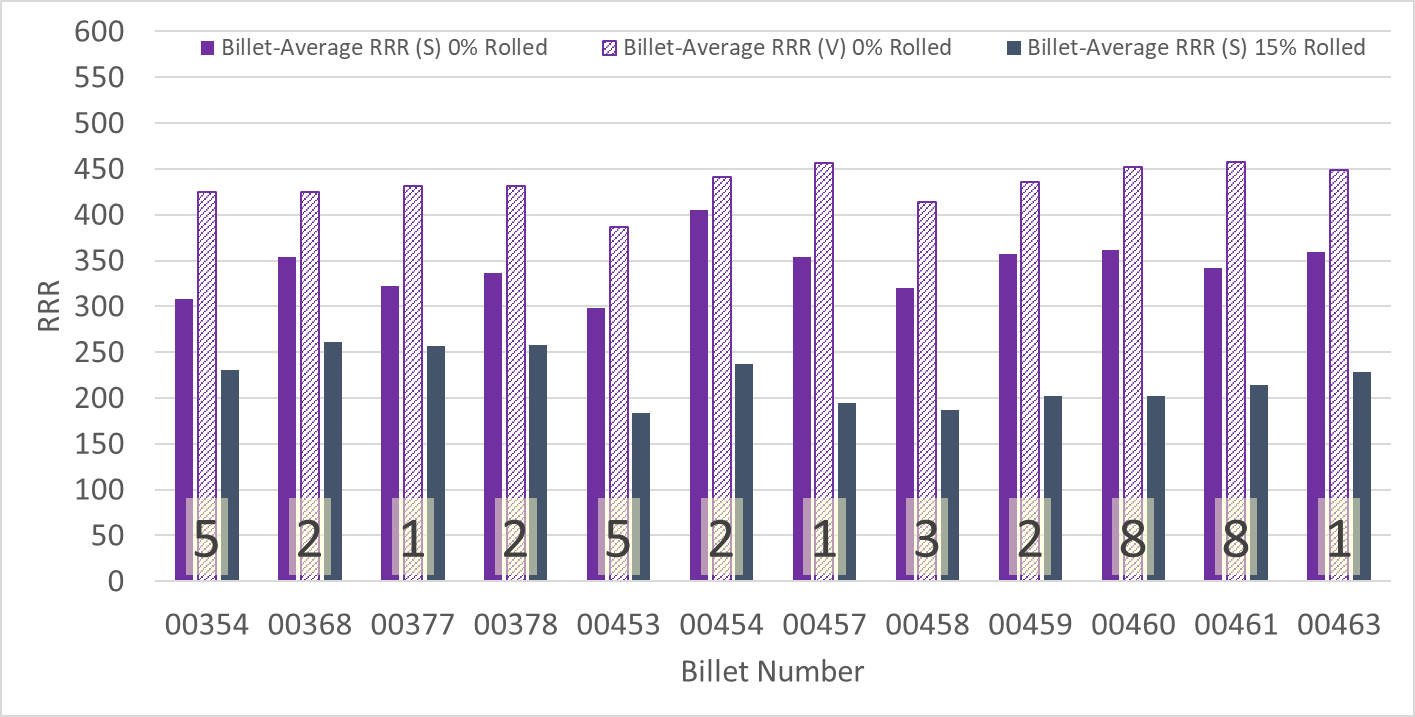 600
Billet-Average RRR (S) 0% Rolled Billet-Average RRR (V) 0% Rolled Billet-Average RRR (S) 15% Rolled
550
500
450
400
350
300
250
200
150
100
50
0
RRR
5 2 1 2 5 2 1 3 2 8 8 1
00354 00368 00377 00378 00453 00454 00457 00458 00459 00460 00461 00463
Billet Number